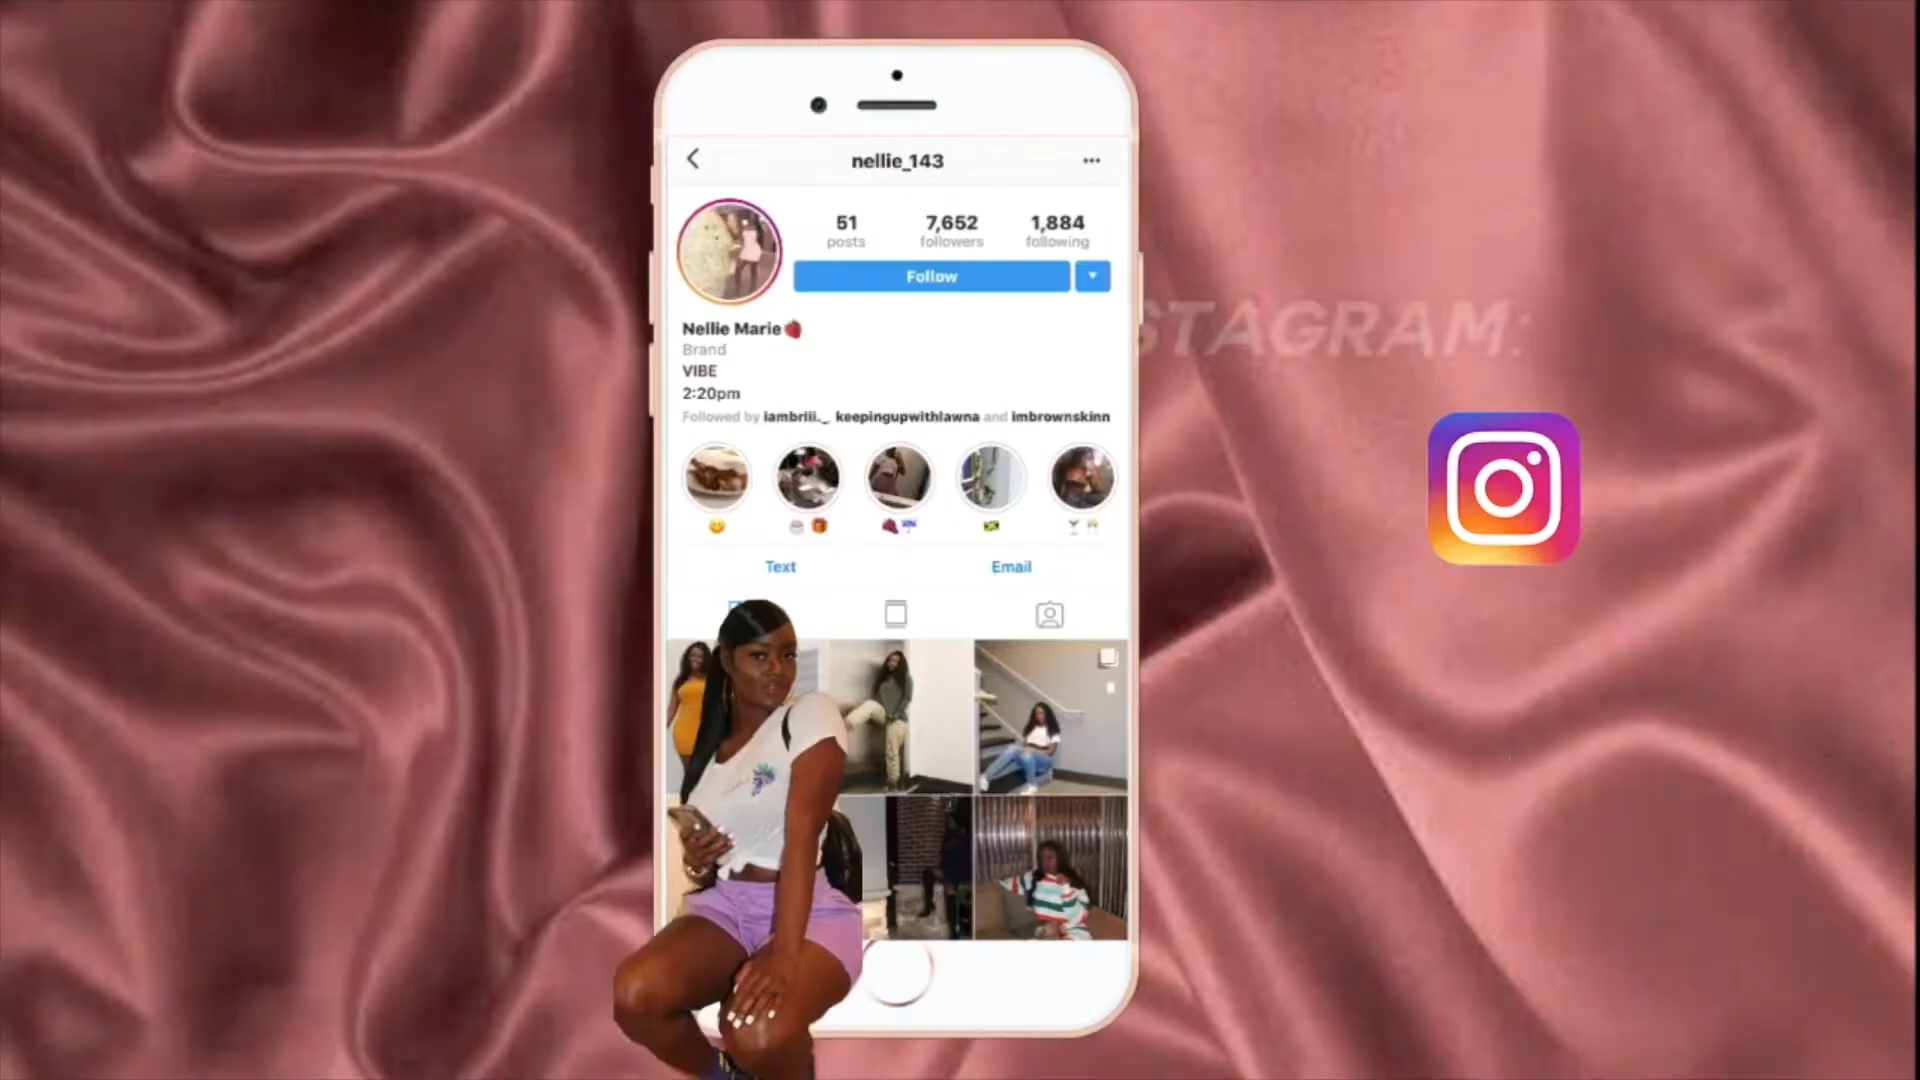 nellie_143
51 7,652 1,884
posts followers following
Follow
Nellie Marie🍓
Brand
VIBE
2:20pm
Followed by iambriii._, keepingupwithlawna and imbrownskinn
Text Email
STAGRAM: